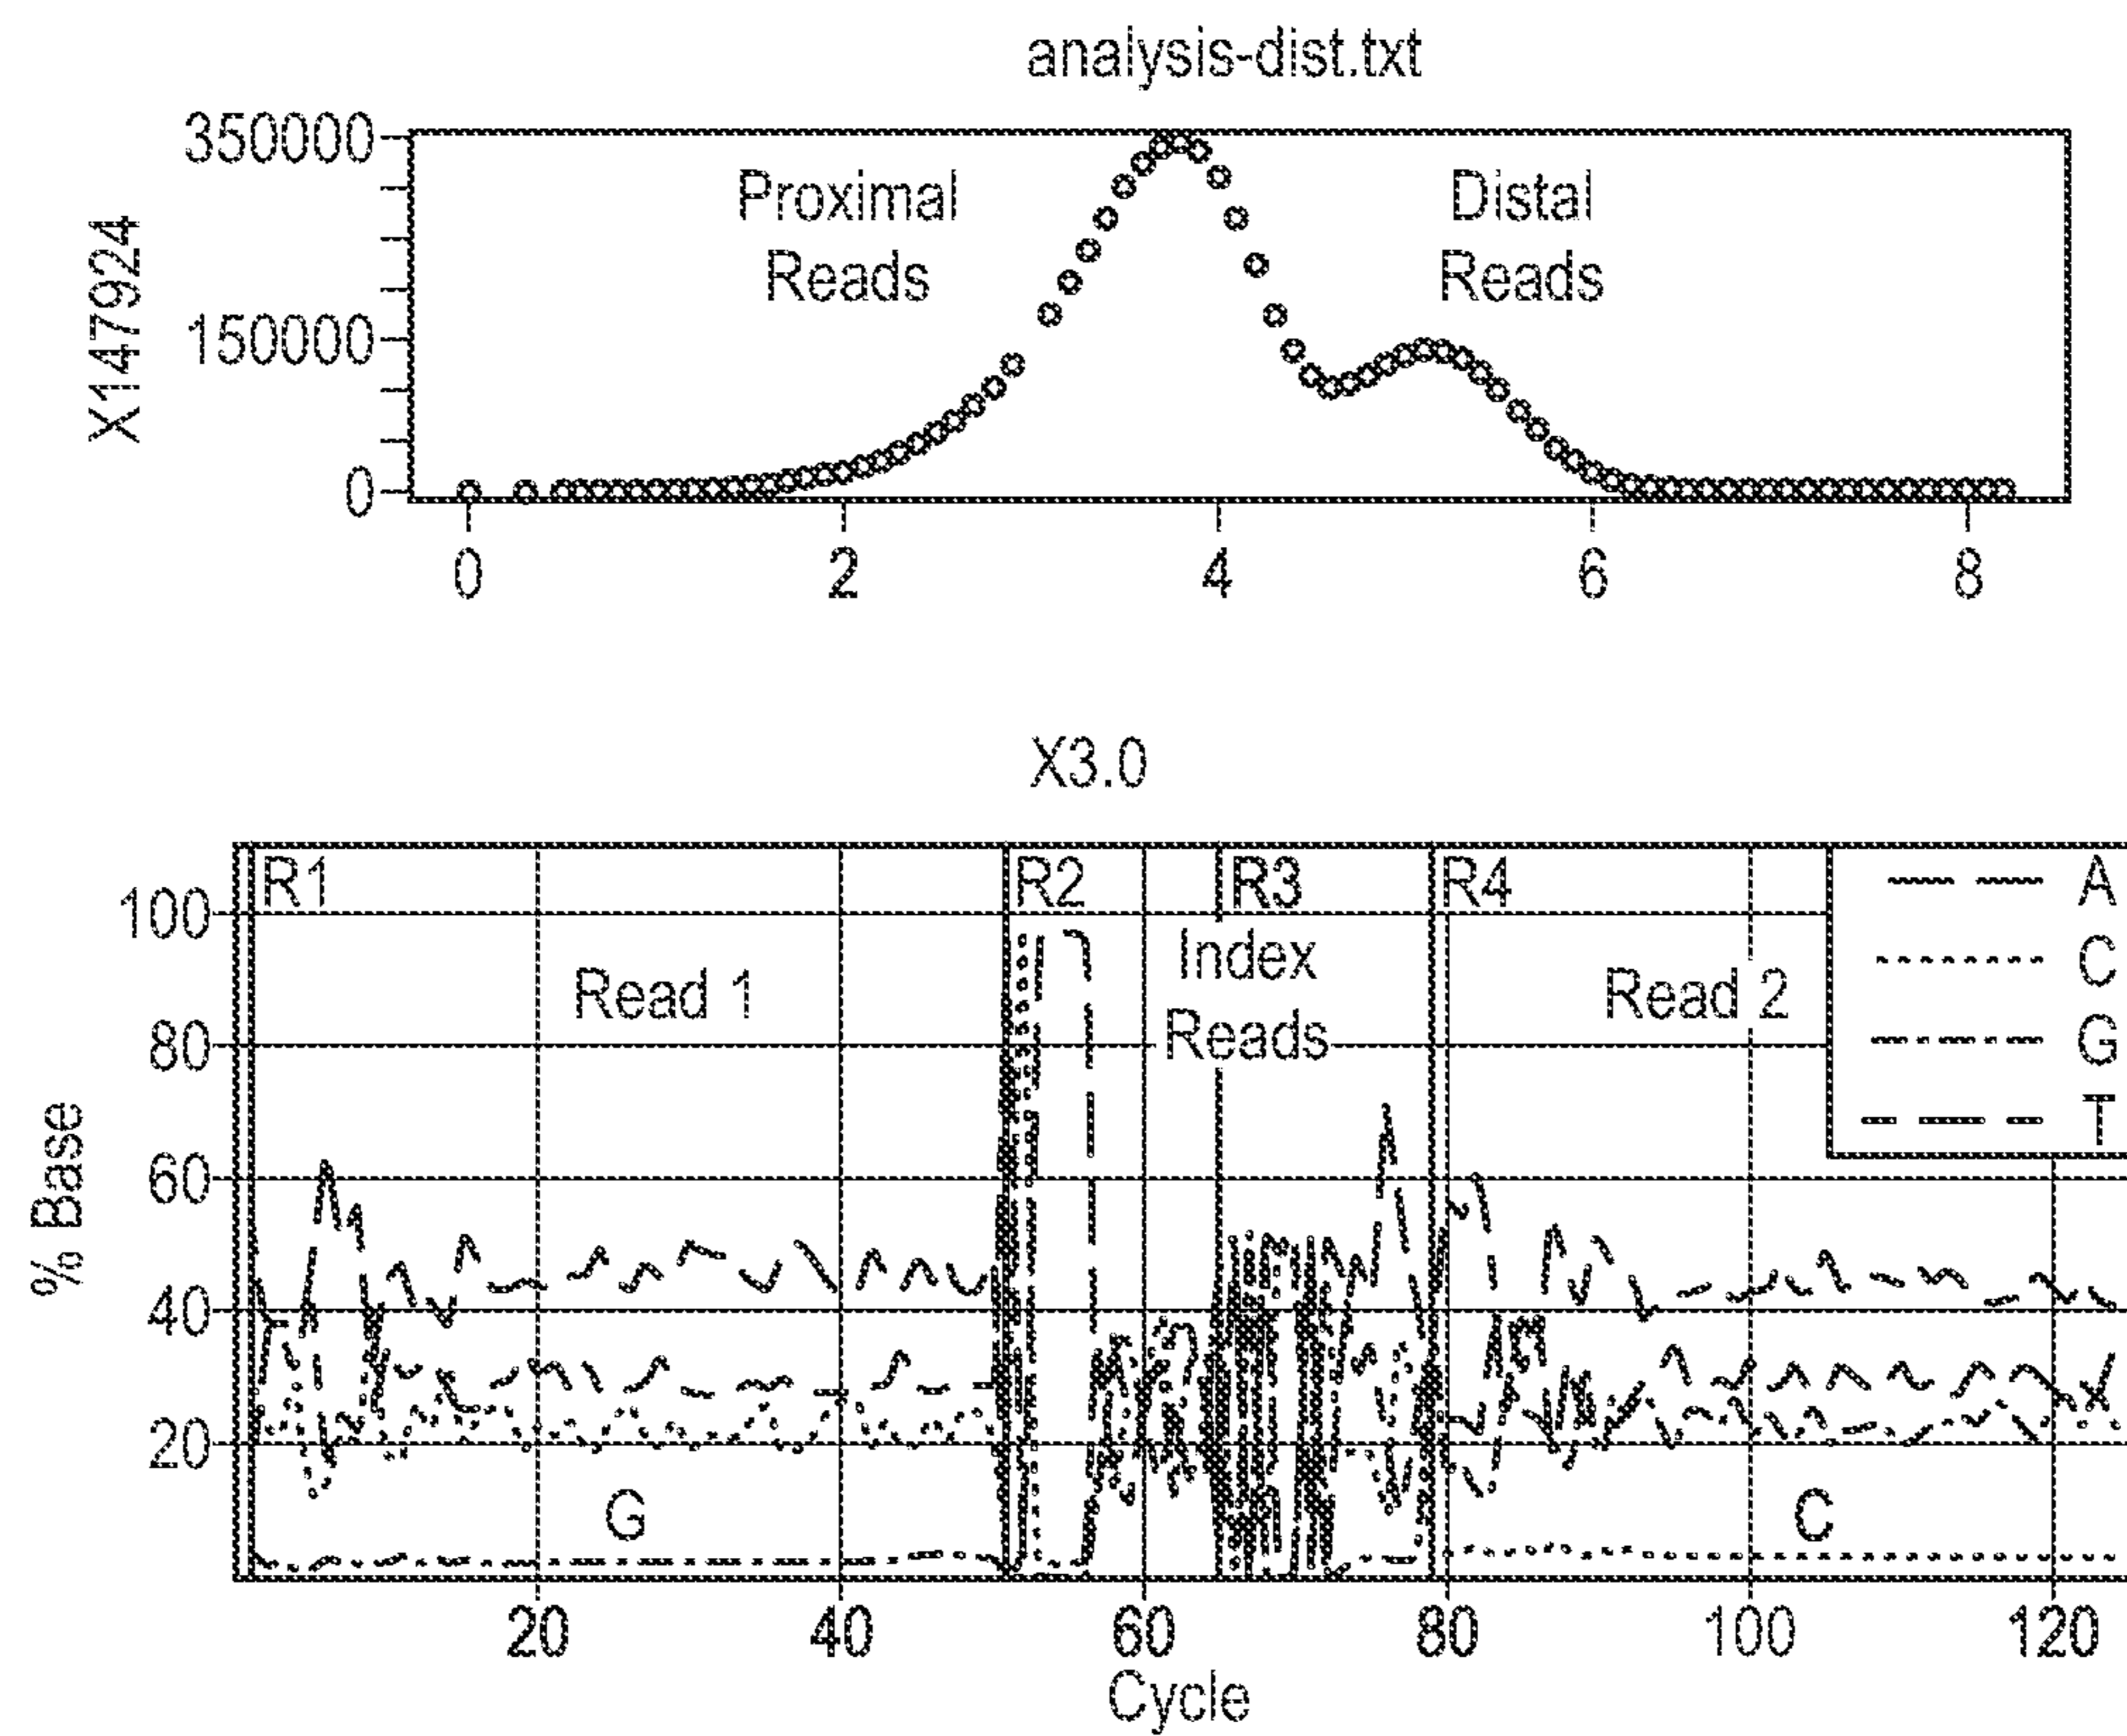 analysis-dist.txt
350000
150000
0
X147924
Proximal
Reads
Distal
Reads
0 2 4 6 8
X3.0
R1 R2 R3 R4
100
80
60
40
20
% Base
Read 1
Index
Reads
Read 2
A
C
G
T
G
C
20 40 60 80 100 120
Cycle